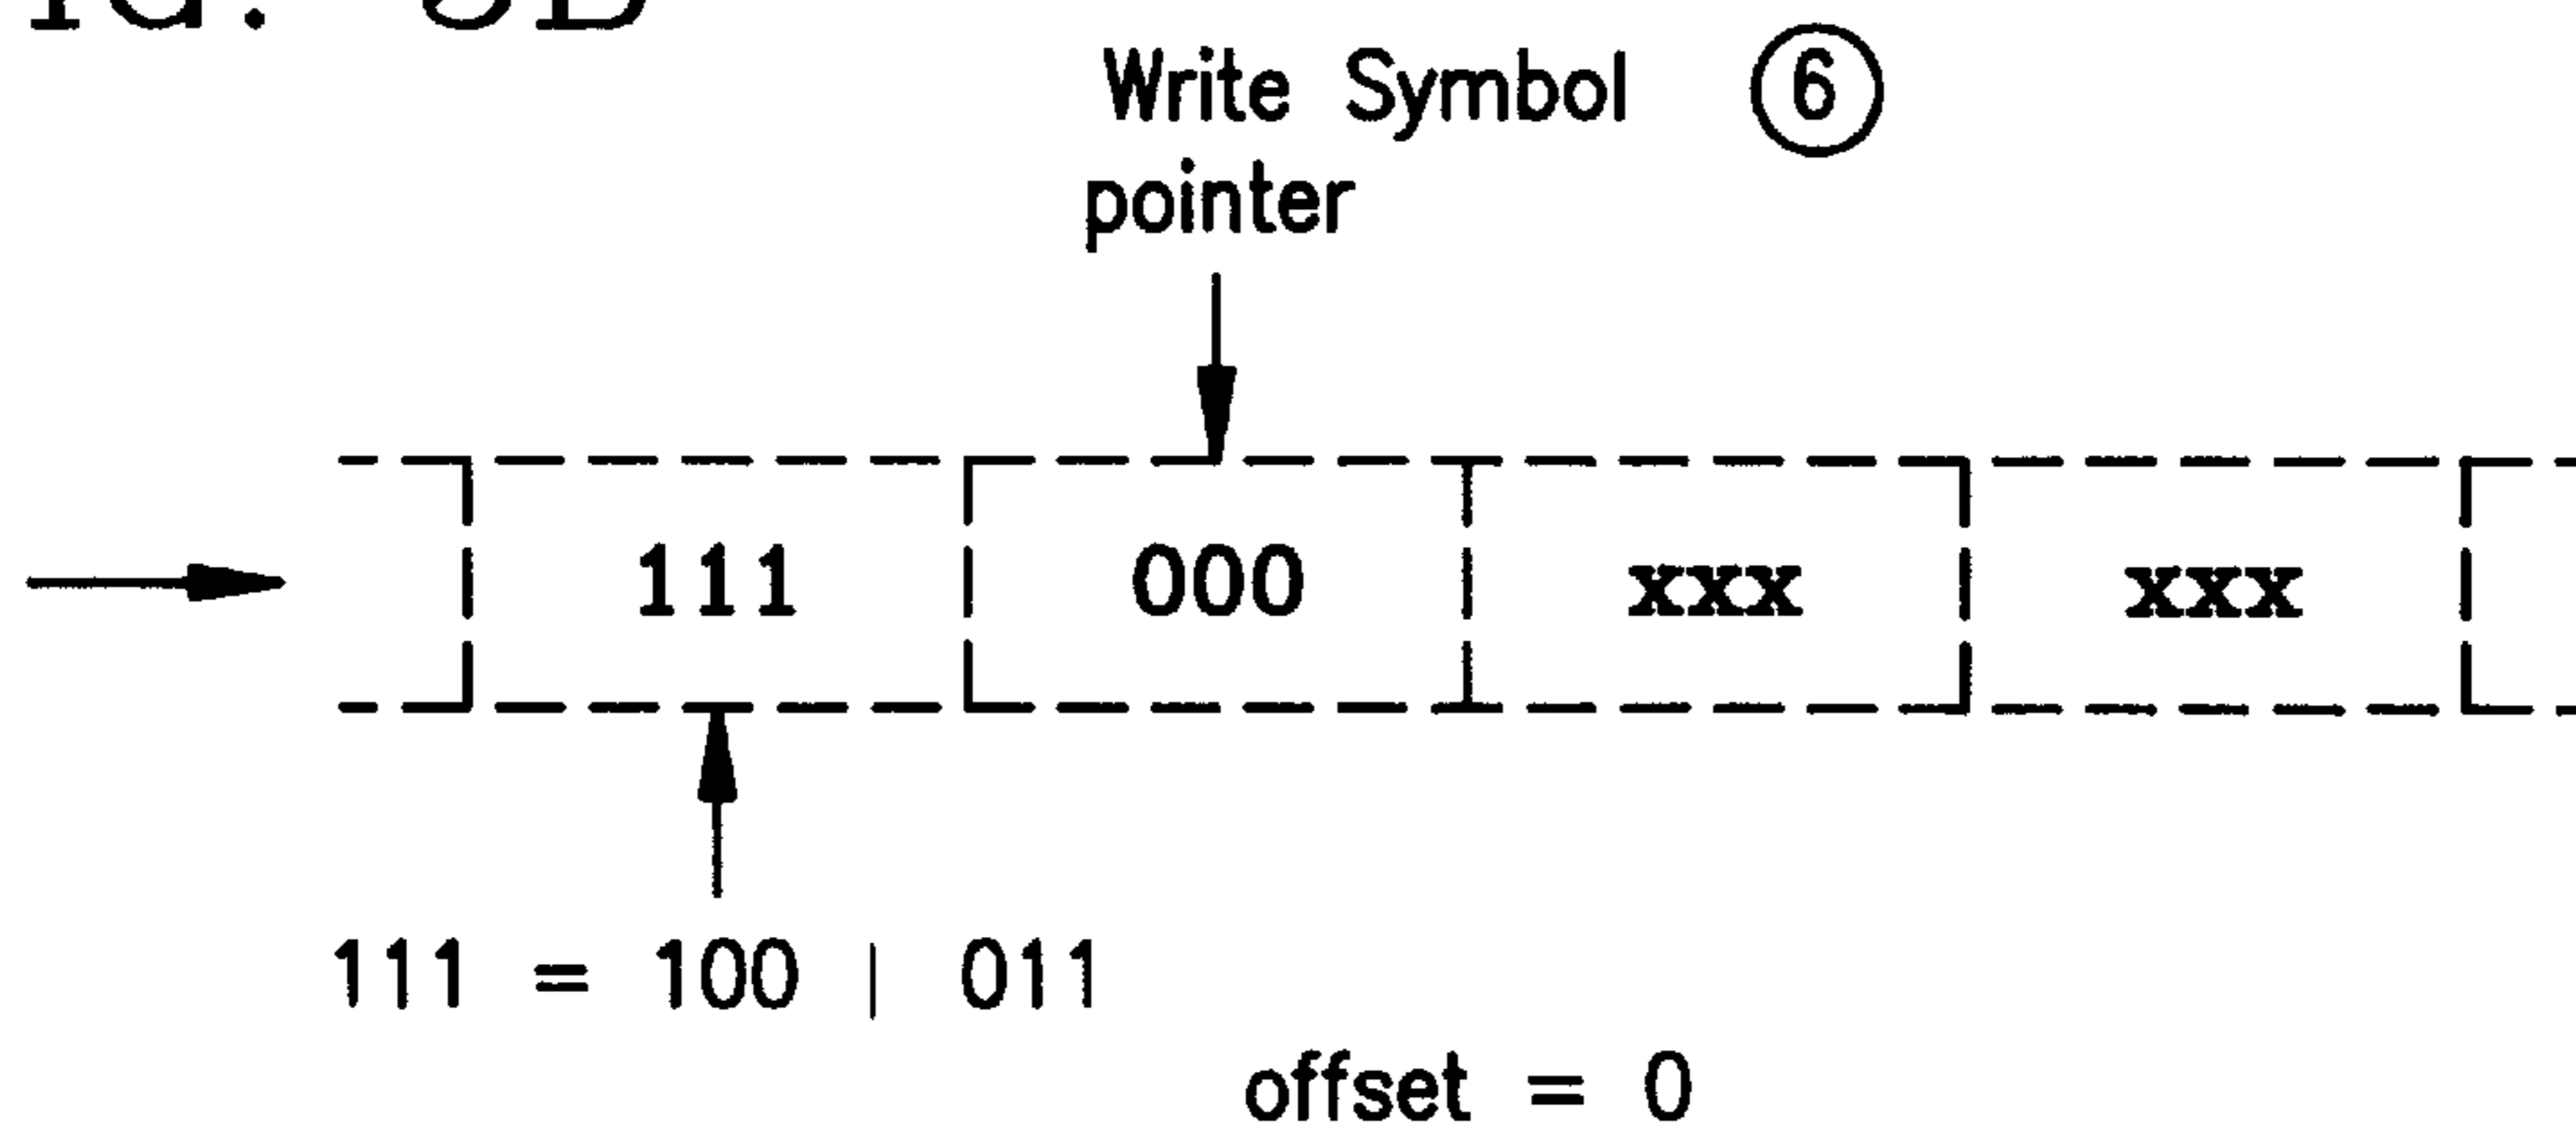 Write Symbol 6
pointer
111 000 xxx xxx
111 = 100 | 011
offset = 0